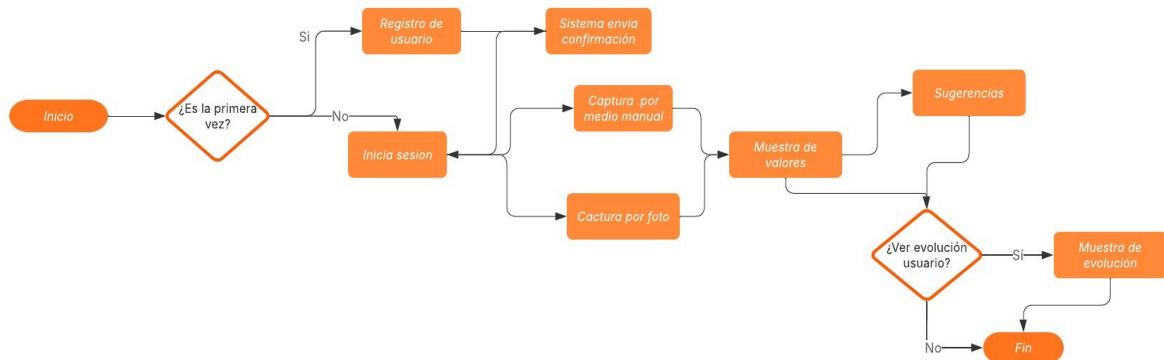 Inicio
¿Es la primera
vez?
Si
No
Registro de
usuario
Sistema envia
confirmación
Inicia sesion
Captura por
medio manual
Cactura por foto
Muestra de
valores
Sugerencias
¿Ver evolución
usuario?
Sí
No
Muestra de
evolución
Fin